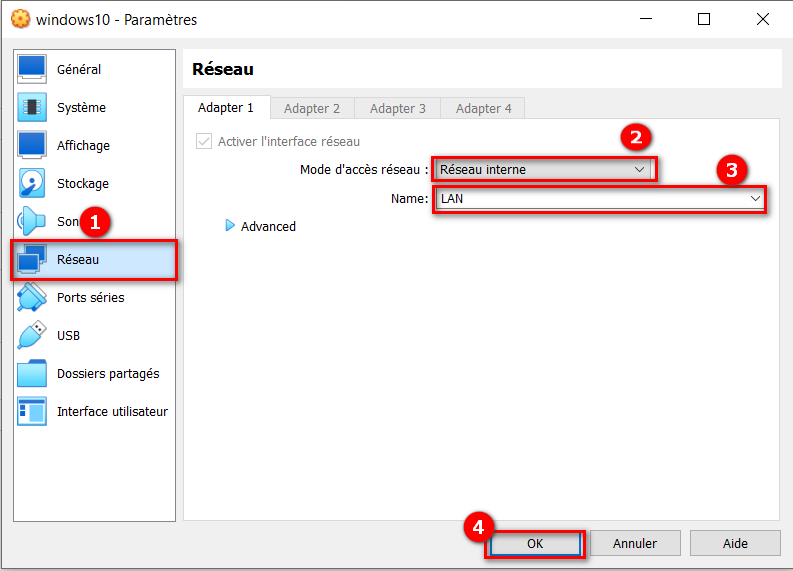 windows10 - Paramètres
Général
Système
Affichage
Stockage
Son
1
Réseau
Ports séries
USB
Dossiers partagés
Interface utilisateur
Réseau
Adapter 1 Adapter 2 Adapter 3 Adapter 4
Activer l'interface réseau
2
Mode d'accès réseau : Réseau interne
3
Name: LAN
Advanced
4
OK Annuler Aide